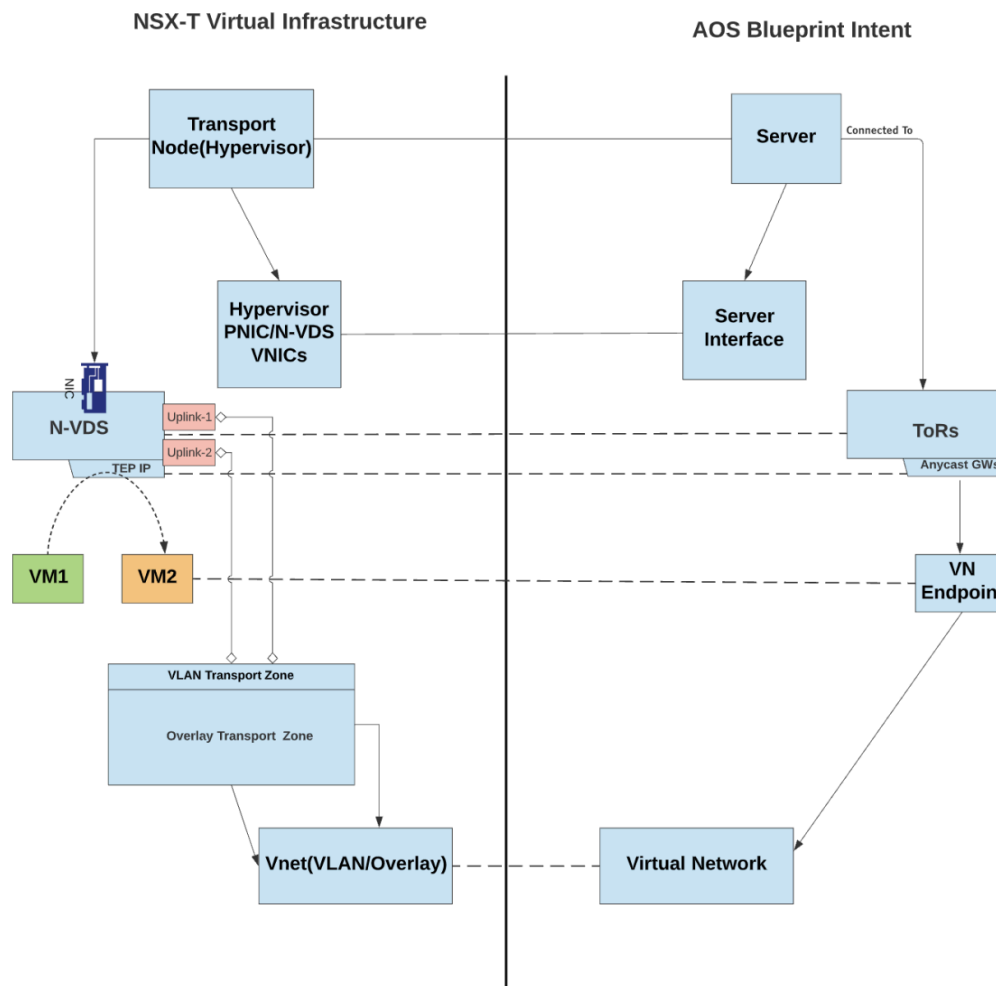 NSX-T Virtual Infrastructure
AOS Blueprint Intent
Transport
Node(Hypervisor)
Server
Connected To
Hypervisor
PNIC/N-VDS
VNICs
Server
Interface
NIC
N-VDS
Uplink-1
Uplink-2
TEP IP
ToRs
Anycast GWs
VM1
VM2
VN
Endpoint
VLAN Transport Zone
Overlay Transport Zone
Vnet(VLAN/Overlay)
Virtual Network